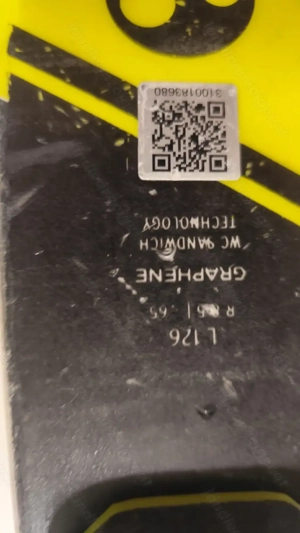 L 126
R
GRAPHENE
WC SANDWICH
TECHNOLOGY
3100183680